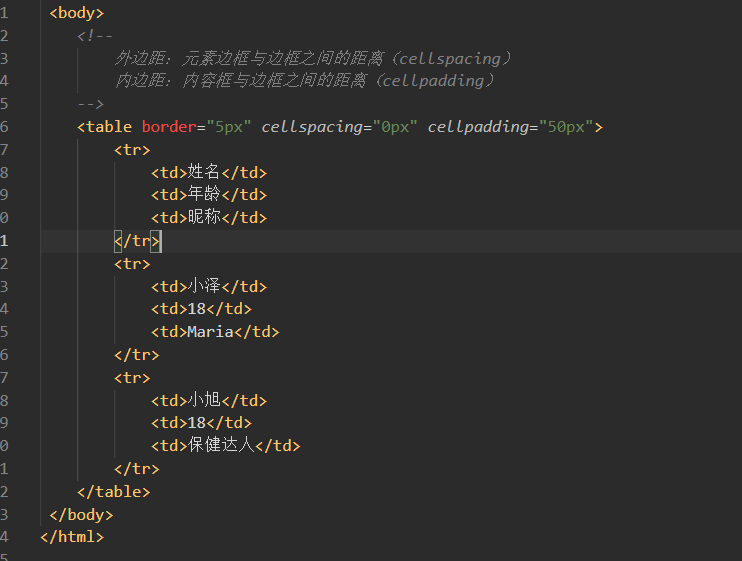 1 <body>
2 <!--
3 外边距：元素边框与边框之间的距离（cellspacing）
4 内边距：内容框与边框之间的距离（cellpadding）
5 -->
6 <table border="5px" cellspacing="0px" cellpadding="50px">
7 <tr>
8 <td>姓名</td>
9 <td>年龄</td>
0 <td>昵称</td>
1 </tr>
2 <tr>
3 <td>小泽</td>
4 <td>18</td>
5 <td>Maria</td>
6 </tr>
7 <tr>
8 <td>小旭</td>
9 <td>18</td>
0 <td>保健达人</td>
1 </tr>
2 </table>
3 </body>
4 </html>
5